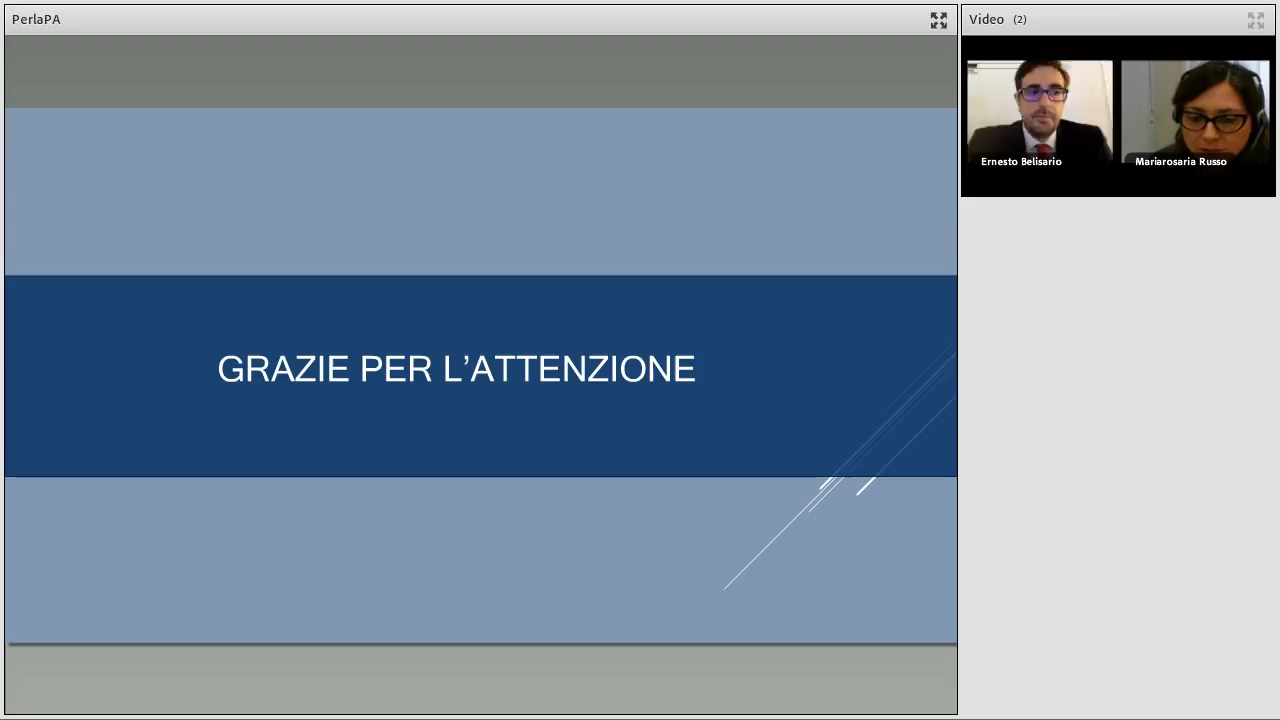 PerlaPA
Video (2)
Ernesto Belisario
Mariarosaria Russo
GRAZIE PER L’ATTENZIONE